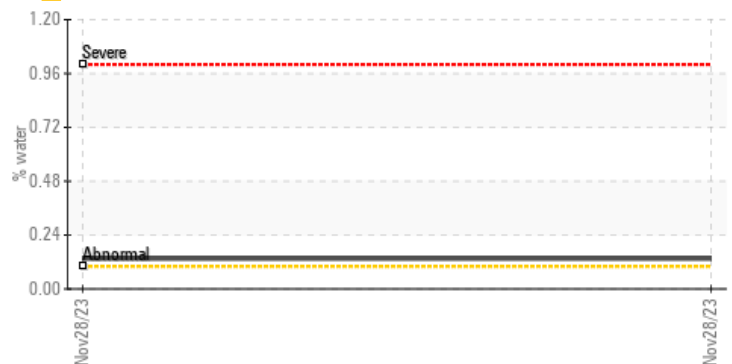 1.20
Severe
0.96
0.72
% water
0.48
0.24
Abnormal
0.00
Nov28/23
Nov28/23